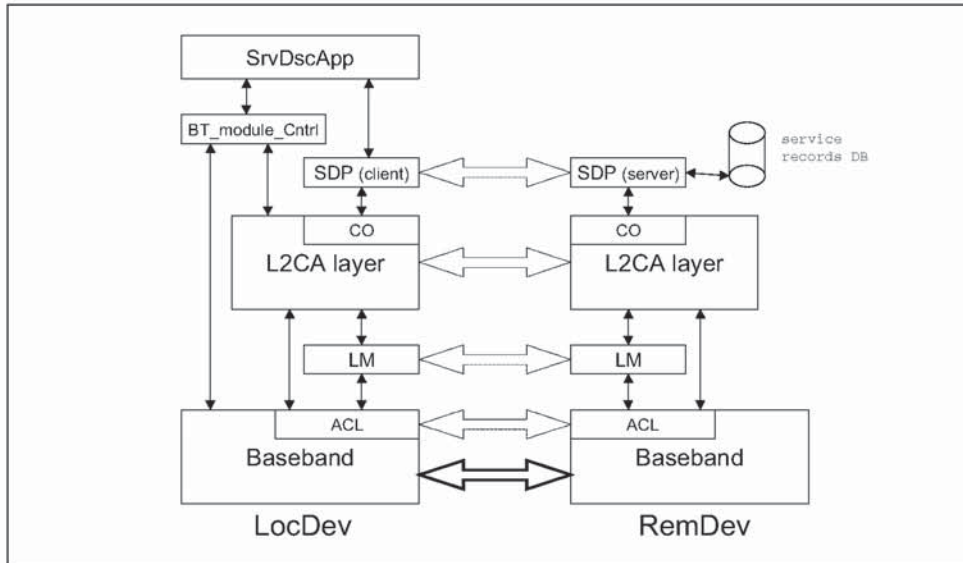 SrvDscApp
BT_module_Cntrl
service
records DB
SDP (client)
SDP (server)
CO
CO
L2CA layer
L2CA layer
LM
LM
ACL
ACL
Baseband
Baseband
LocDev
RemDev